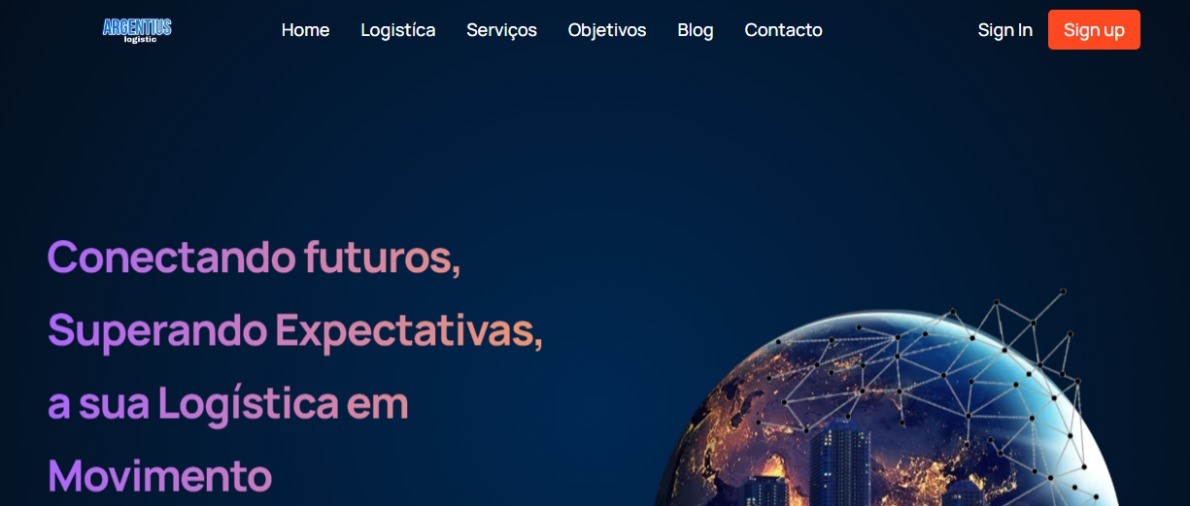 ARGENTIUS
logistic
Home Logistíca Serviços Objetivos Blog Contacto Sign In Sign up
Conectando futuros,
Superando Expectativas,
a sua Logística em
Movimento